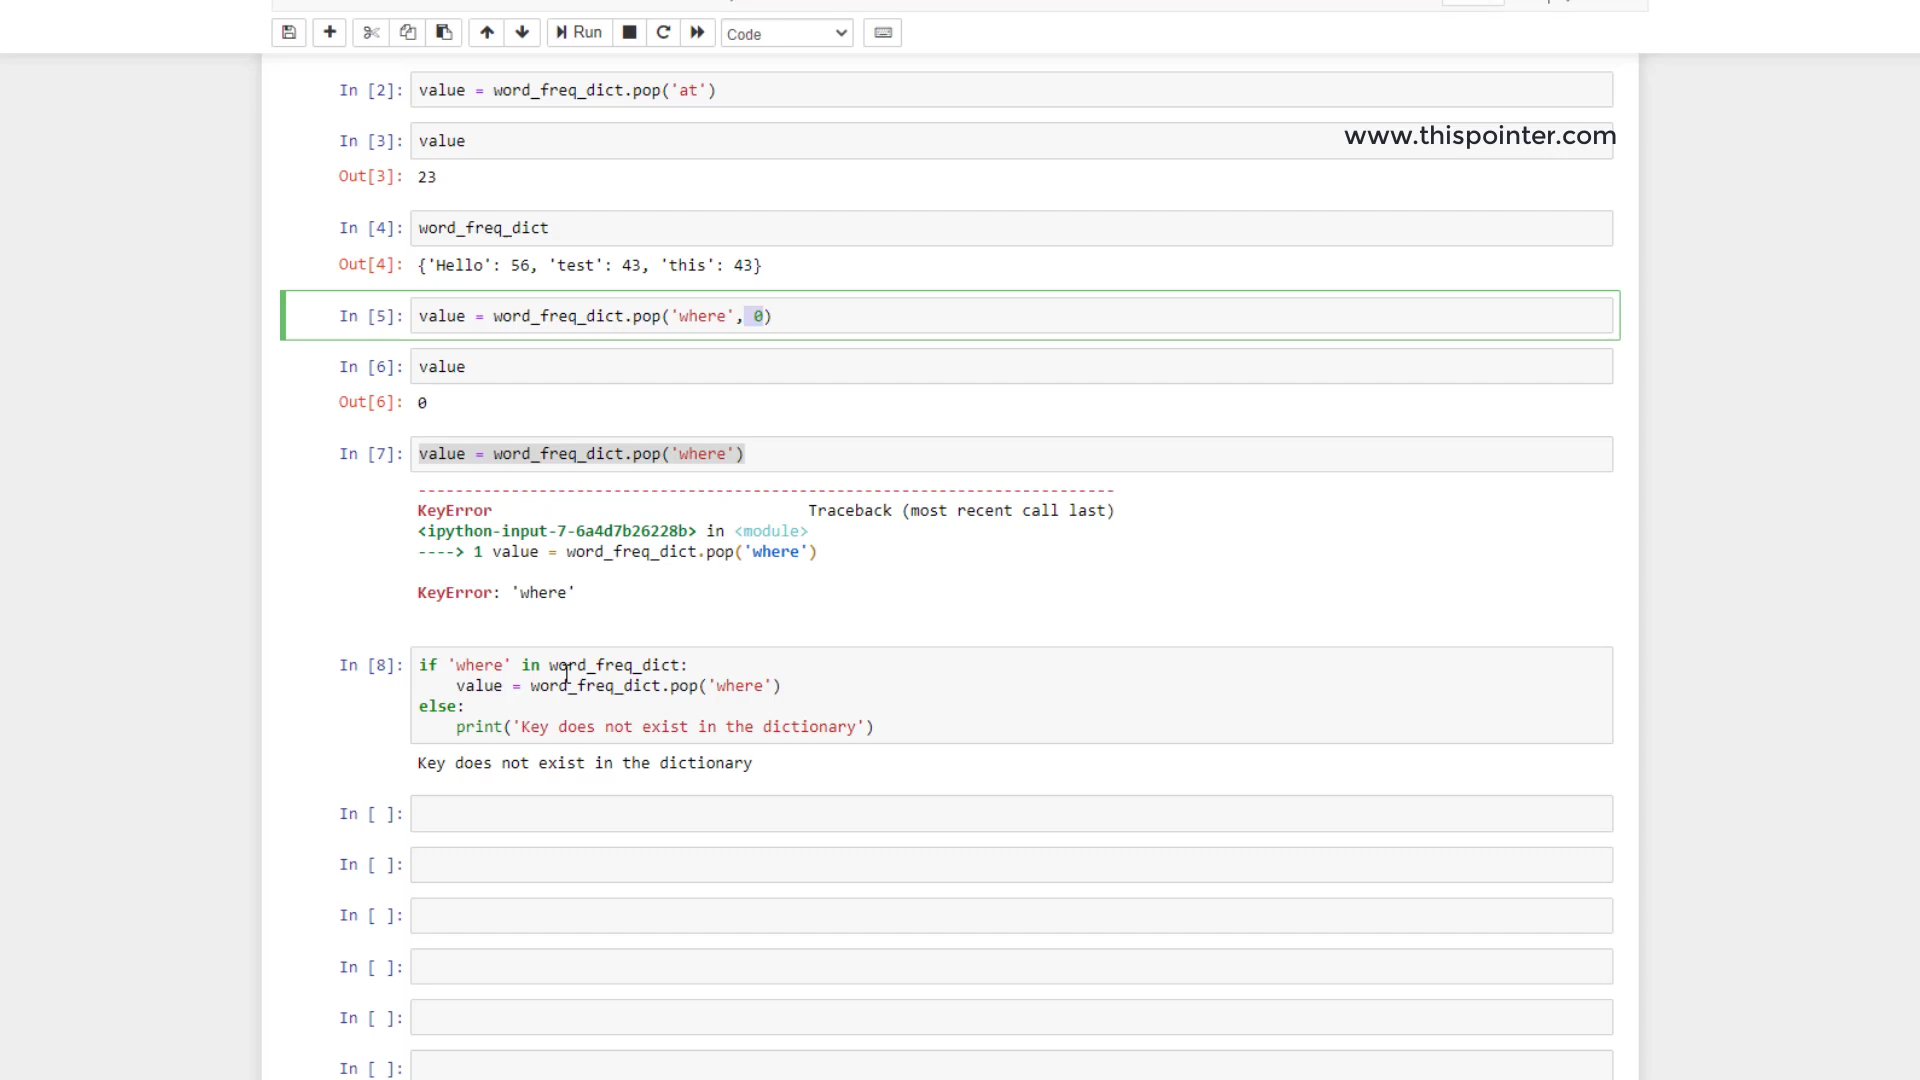 Run
Code
In [2]: value = word_freq_dict.pop('at')
In [3]: value
www.thispointer.com
Out[3]: 23
In [4]: word_freq_dict
Out[4]: {'Hello': 56, 'test': 43, 'this': 43}
In [5]: value = word_freq_dict.pop('where', 0)
In [6]: value
Out[6]: 0
In [7]: value = word_freq_dict.pop('where')
---------------------------------------------------------------------------
KeyError Traceback (most recent call last)
<ipython-input-7-6a4d7b26228b> in <module>
----> 1 value = word_freq_dict.pop('where')
KeyError: 'where'
In [8]: if 'where' in word_freq_dict:
value = word_freq_dict.pop('where')
else:
print('Key does not exist in the dictionary')
Key does not exist in the dictionary
In [ ]:
In [ ]:
In [ ]:
In [ ]:
In [ ]:
In [ ]: